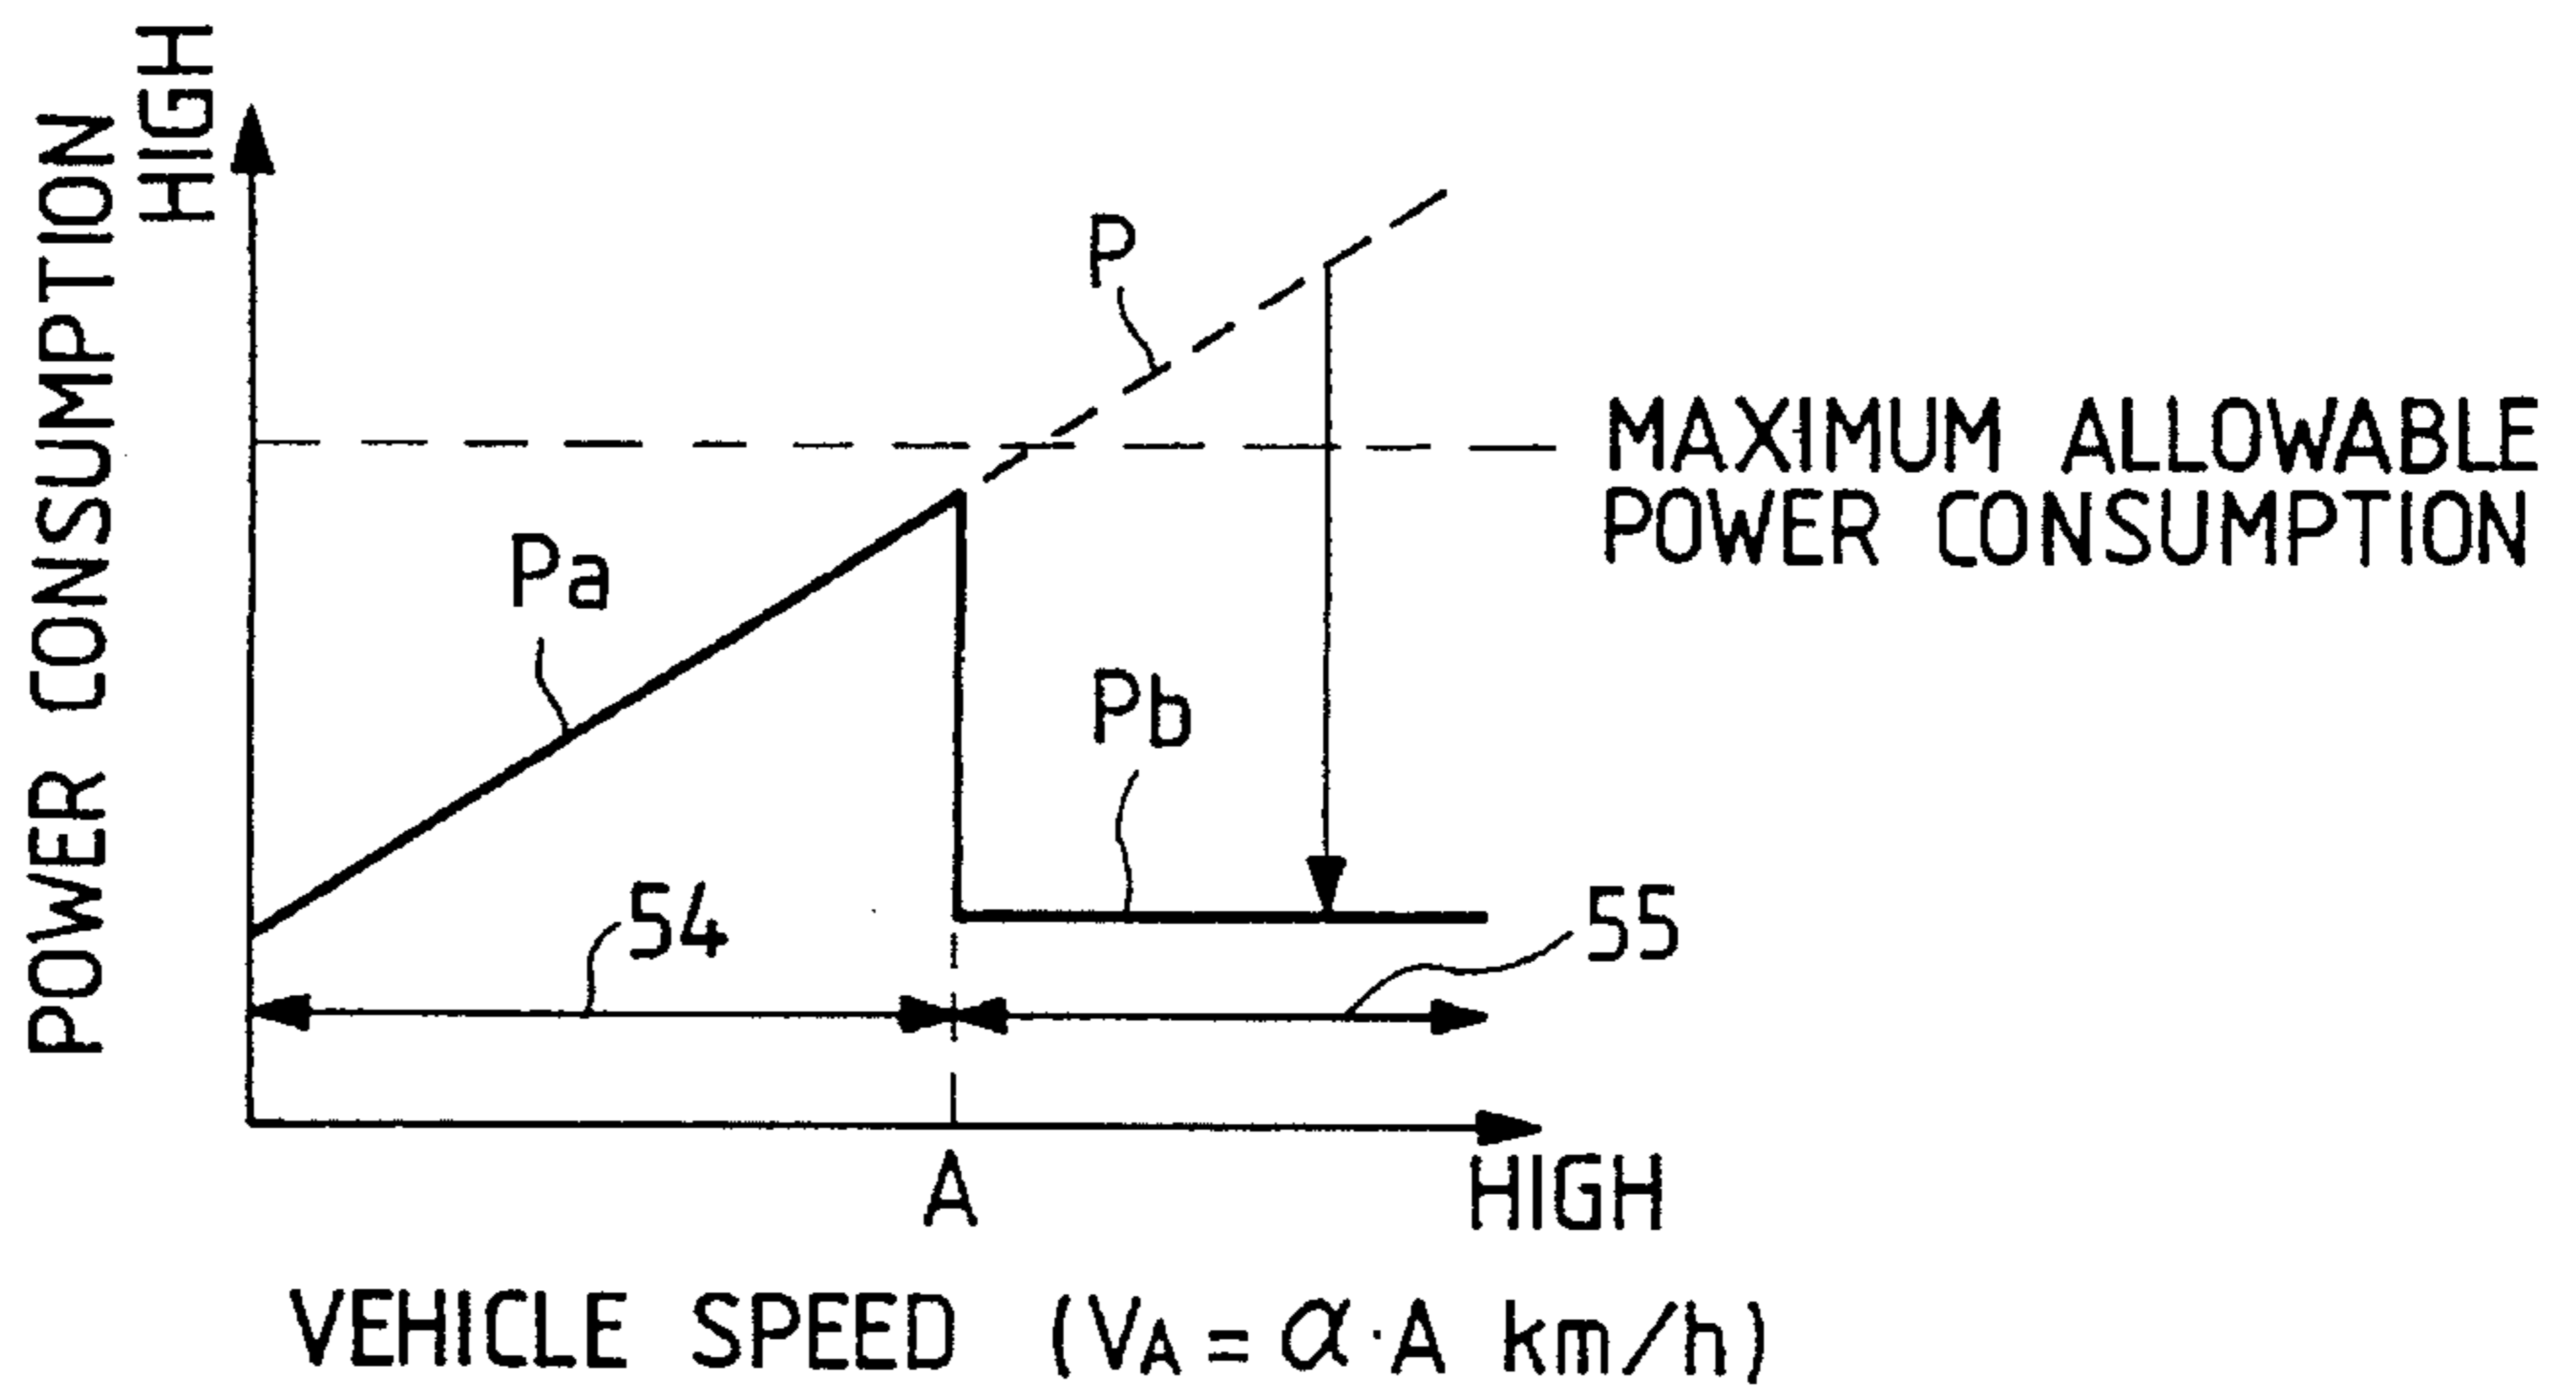 POWER CONSUMPTION
HIGH
P
MAXIMUM ALLOWABLE
POWER CONSUMPTION
Pa
Pb
54
55
A
HIGH
VEHICLE SPEED (VA = α·A km/h)